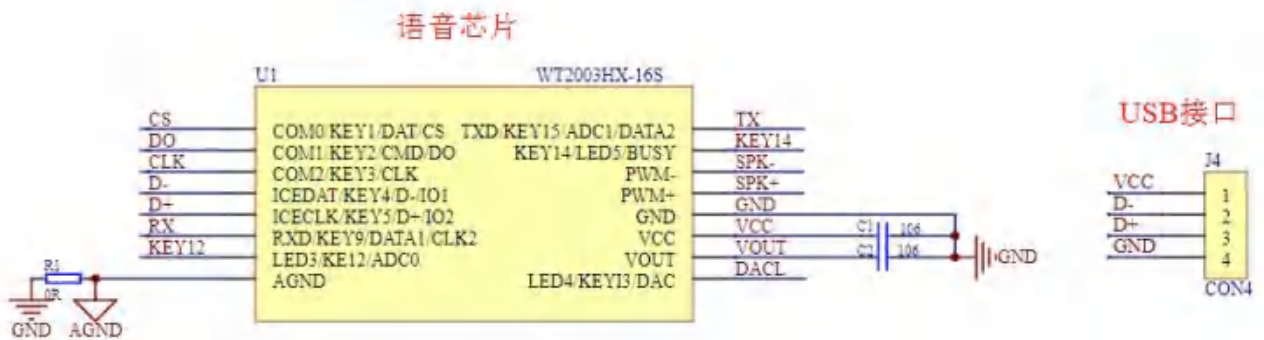 语音芯片
U1
WT2003HX-16S
CS
DO
CLK
D-
D+
RX
KEY12
COM0/KEY1/DAT/CS
COM1/KEY2/CMD/DO
COM2/KEY3/CLK
ICEDAT/KEY4/D-/IO1
ICECLK/KEY5/D+/IO2
RXD/KEY9/DATA1/CLK2
LED3/KE12/ADC0
AGND
TXD/KEY15/ADC1/DATA2
KEY14/LED5/BUSY
PWM-
PWM+
GND
VCC
VOUT
LED4/KEYI3/DAC
TX
KEY14
SPK-
SPK+
GND
VCC
VOUT
DACL
C1 106
C2 106
GND
R1
0R
GND
AGND
USB接口
J4
VCC
D-
D+
GND
1
2
3
4
CON4